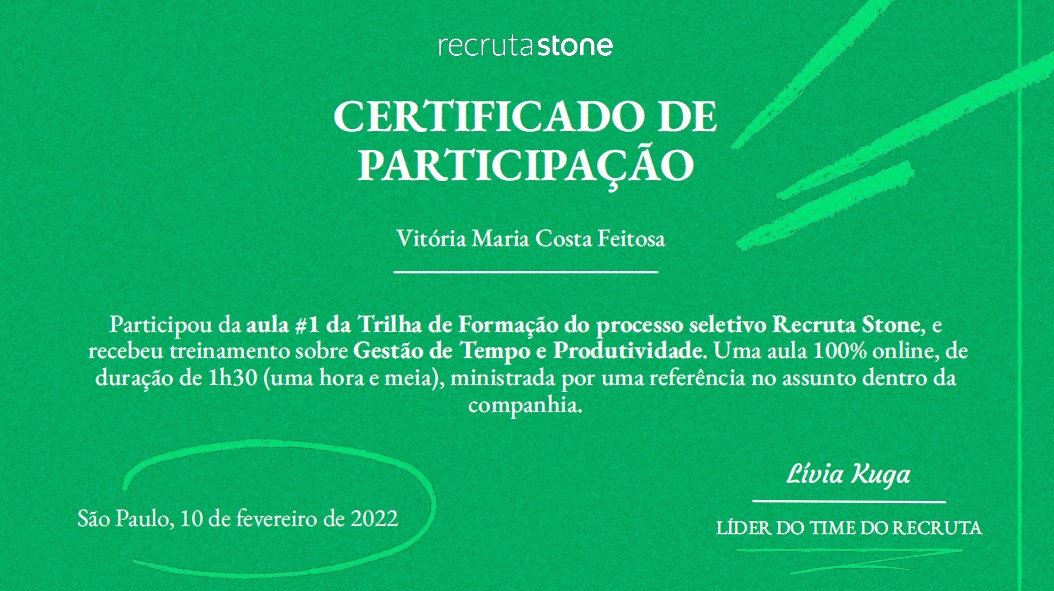 recrutastone
CERTIFICADO DE
PARTICIPAÇÃO
Vitória Maria Costa Feitosa
Participou da aula #1 da Trilha de Formação do processo seletivo Recruta Stone, e
recebeu treinamento sobre Gestão de Tempo e Produtividade. Uma aula 100% online, de
duração de 1h30 (uma hora e meia), ministrada por uma referência no assunto dentro da
companhia.
São Paulo, 10 de fevereiro de 2022
Lívia Kuga
LÍDER DO TIME DO RECRUTA